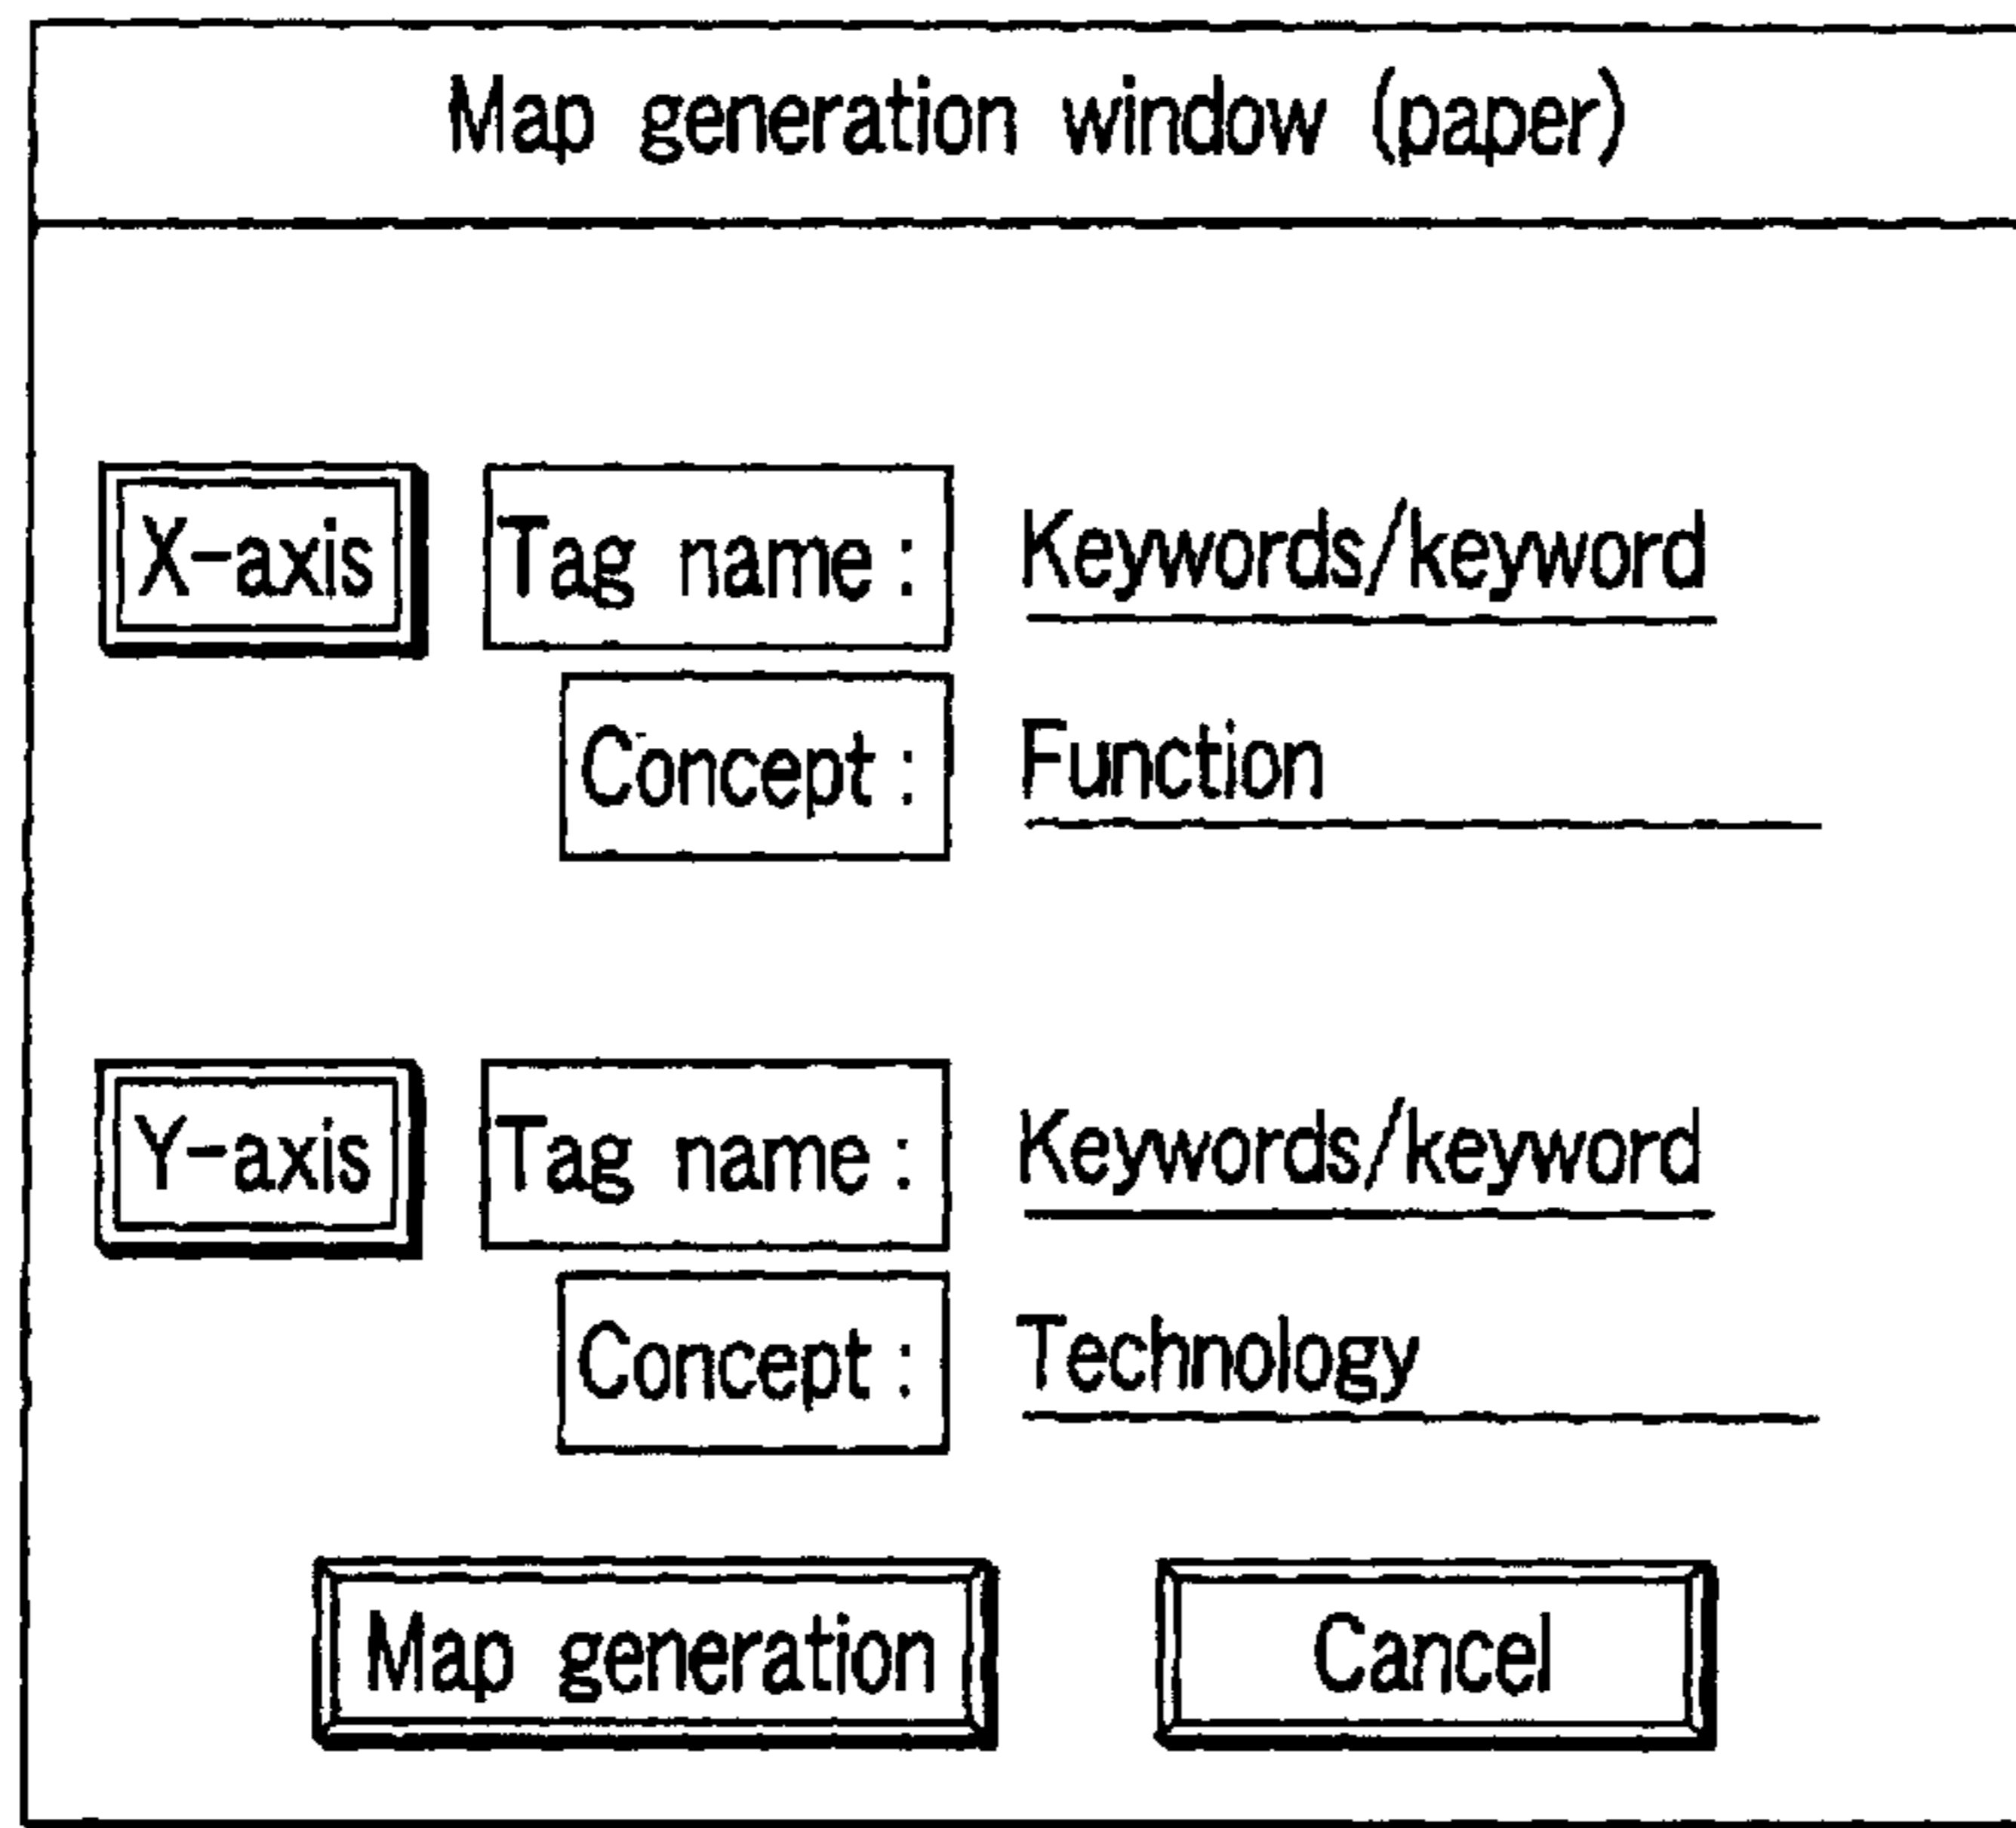 Map generation window (paper)
X-axis Tag name : Keywords/keyword
Concept : Function
Y-axis Tag name : Keywords/keyword
Concept : Technology
Map generation Cancel